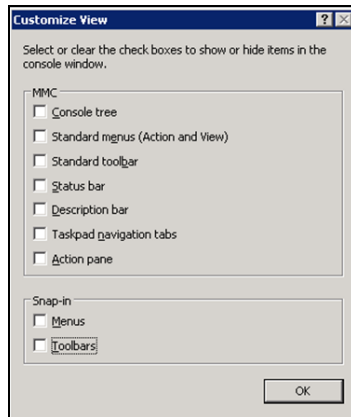 Customize View
Select or clear the check boxes to show or hide items in the
console window.
MMC
Console tree
Standard menus (Action and View)
Standard toolbar
Status bar
Description bar
Taskpad navigation tabs
Action pane
Snap-in
Menus
Toolbars
OK